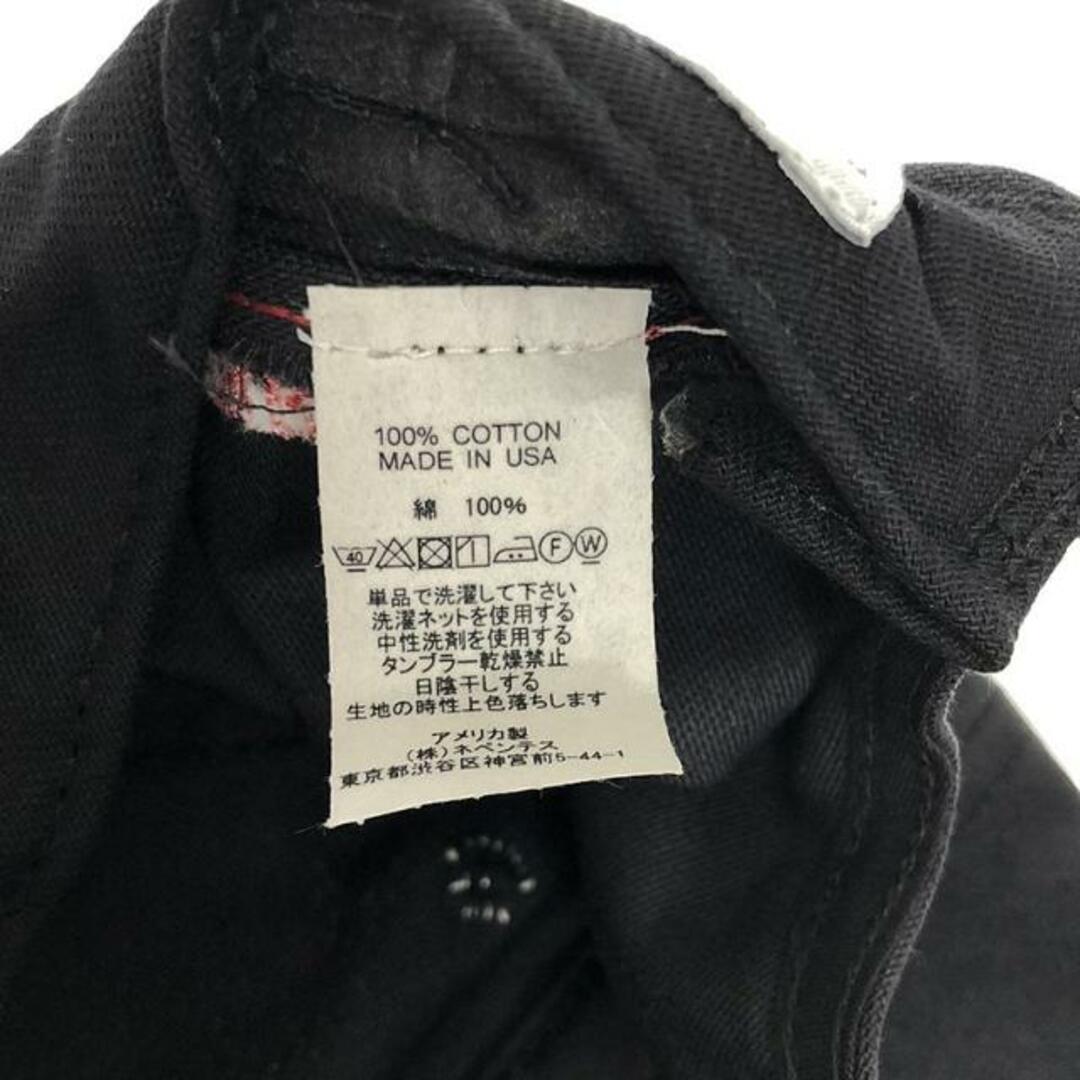 100% COTTON
MADE IN USA
綿 100%
40 F W
単品で洗濯して下さい
洗濯ネットを使用する
中性洗剤を使用する
タンブラー乾燥禁止
日陰干しする
生地の時性上色落ちします
アメリカ製
(株)ネペンテス
東京都渋谷区神宮前5-44-1